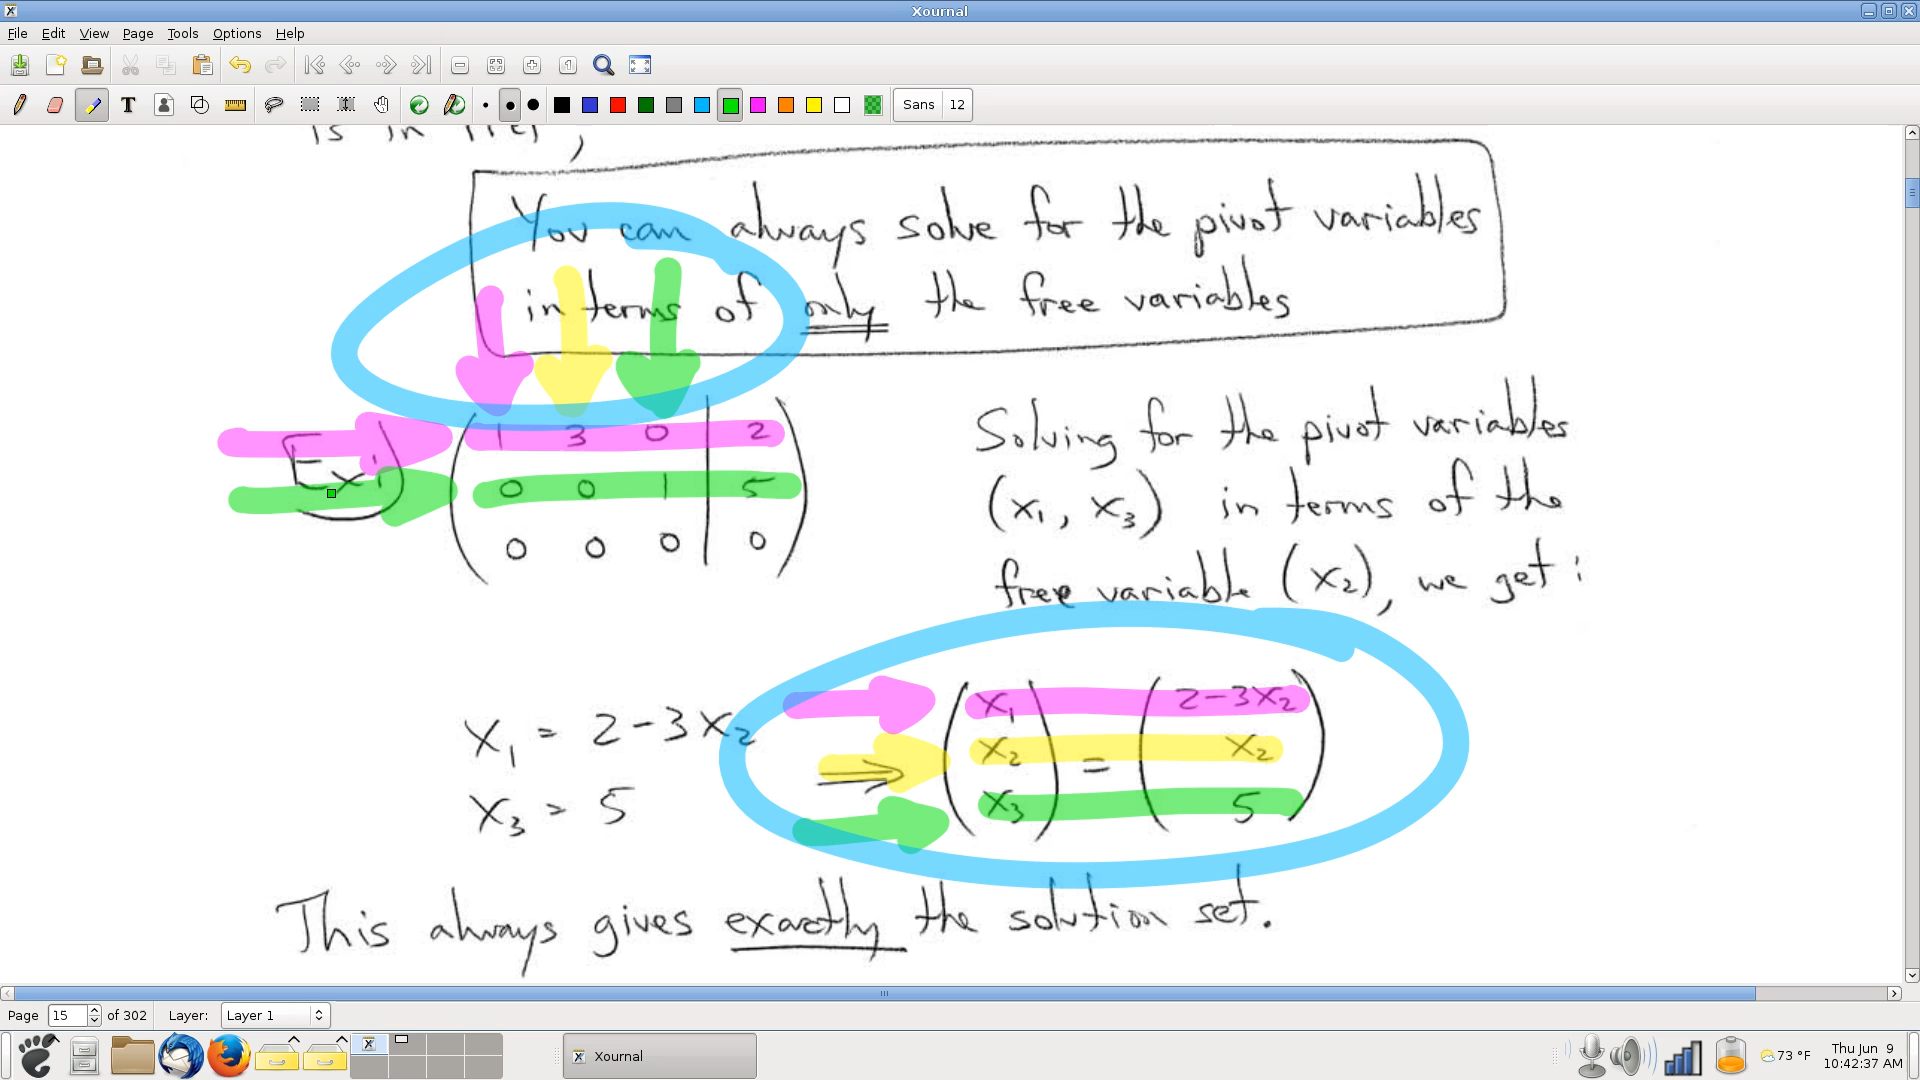 Xournal
File Edit View Page Tools Options Help
Sans 12
is in rref,
You can always solve for the pivot variables
in terms of only the free variables
Ex:
1 3 0 | 2
0 0 1 | 5
0 0 0 | 0
Solving for the pivot variables
(x₁, x₃) in terms of the
free variable (x₂), we get:
x₁ = 2-3x₂
x₃ = 5
⇒
(x₁) (2-3x₂)
(x₂) = (x₂)
(x₃) (5)
This always gives exactly the solution set.
Page 15 of 302 Layer: Layer 1
Xournal
73 °F
Thu Jun 9
10:42:37 AM